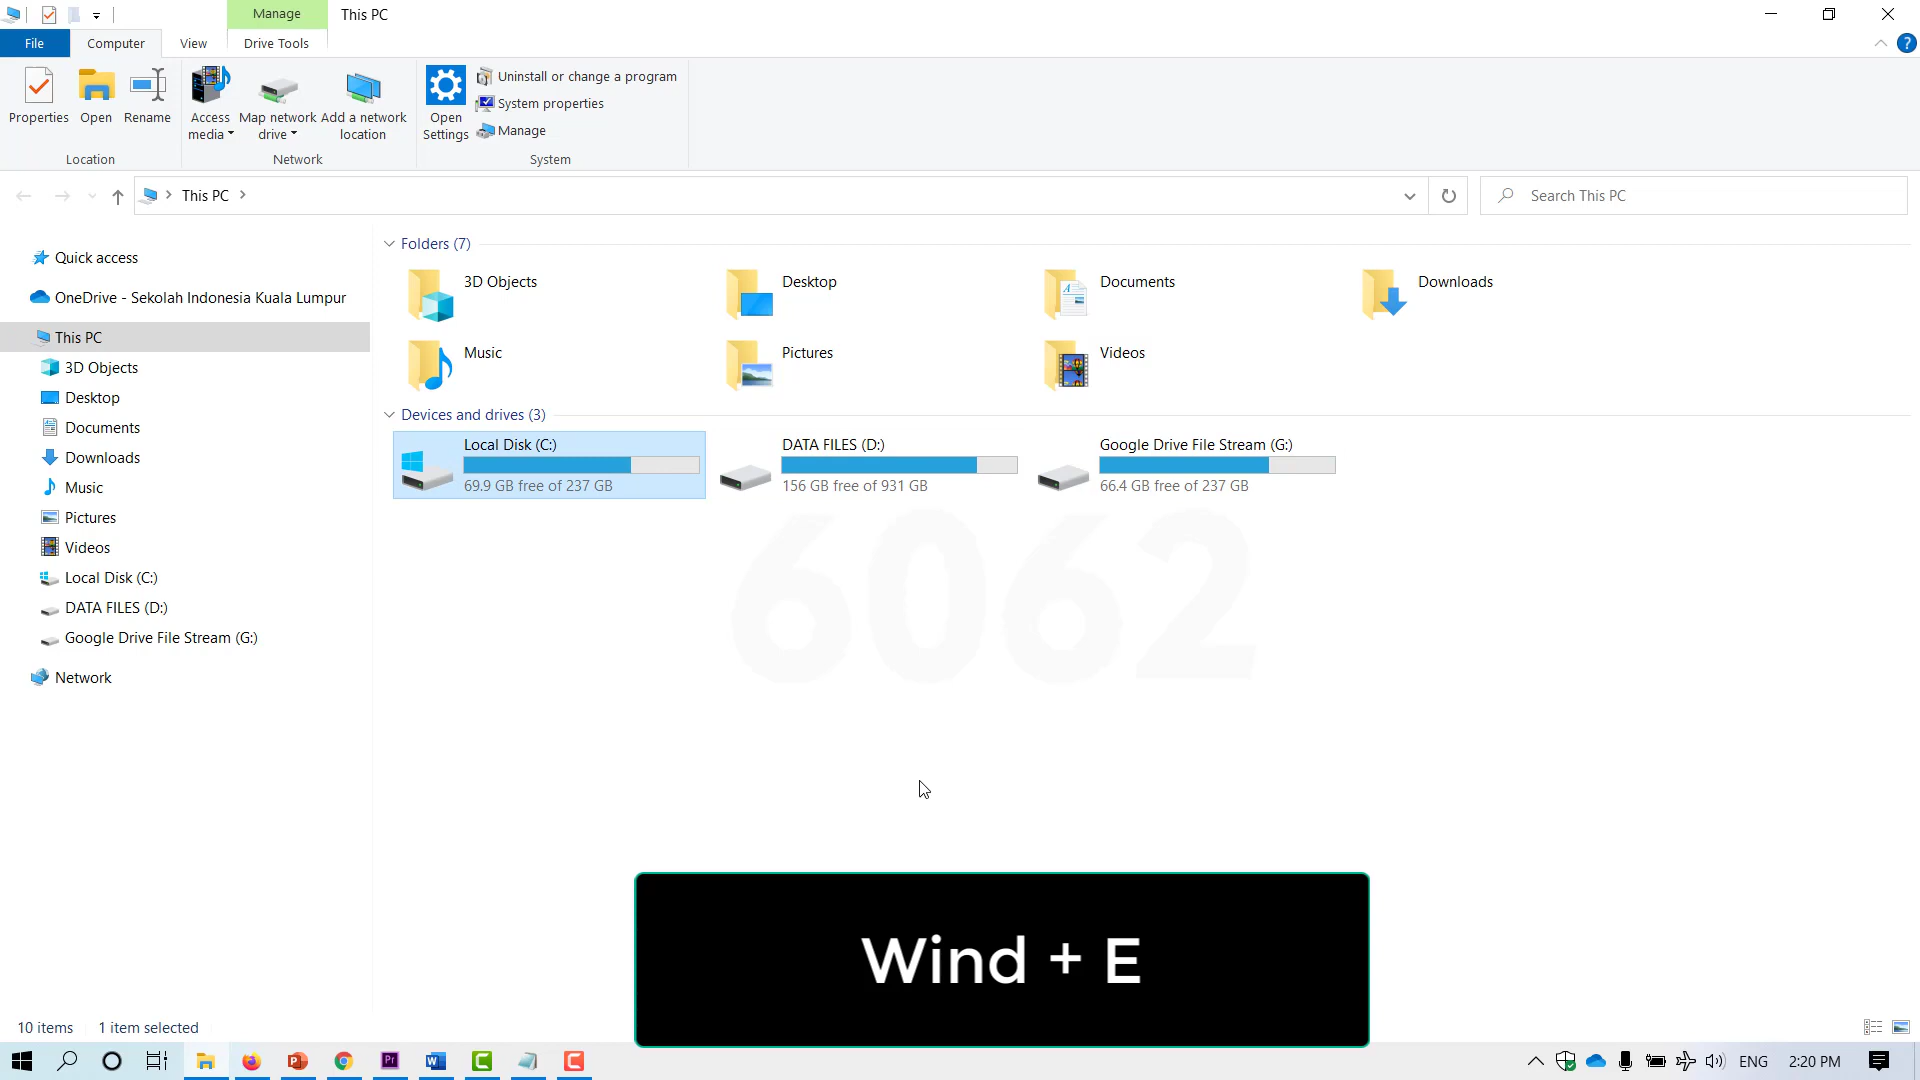 Manage
This PC
File
Computer
View
Drive Tools
Properties
Open
Rename
Access media
Map network drive
Add a network location
Open Settings
Uninstall or change a program
System properties
Manage
Location
Network
System
This PC
Search This PC
Quick access
OneDrive - Sekolah Indonesia Kuala Lumpur
This PC
3D Objects
Desktop
Documents
Downloads
Music
Pictures
Videos
Local Disk (C:)
DATA FILES (D:)
Google Drive File Stream (G:)
Network
Folders (7)
3D Objects
Desktop
Documents
Downloads
Music
Pictures
Videos
Devices and drives (3)
Local Disk (C:)
69.9 GB free of 237 GB
DATA FILES (D:)
156 GB free of 931 GB
Google Drive File Stream (G:)
66.4 GB free of 237 GB
6062
Wind + E
10 items
1 item selected
ENG
2:20 PM